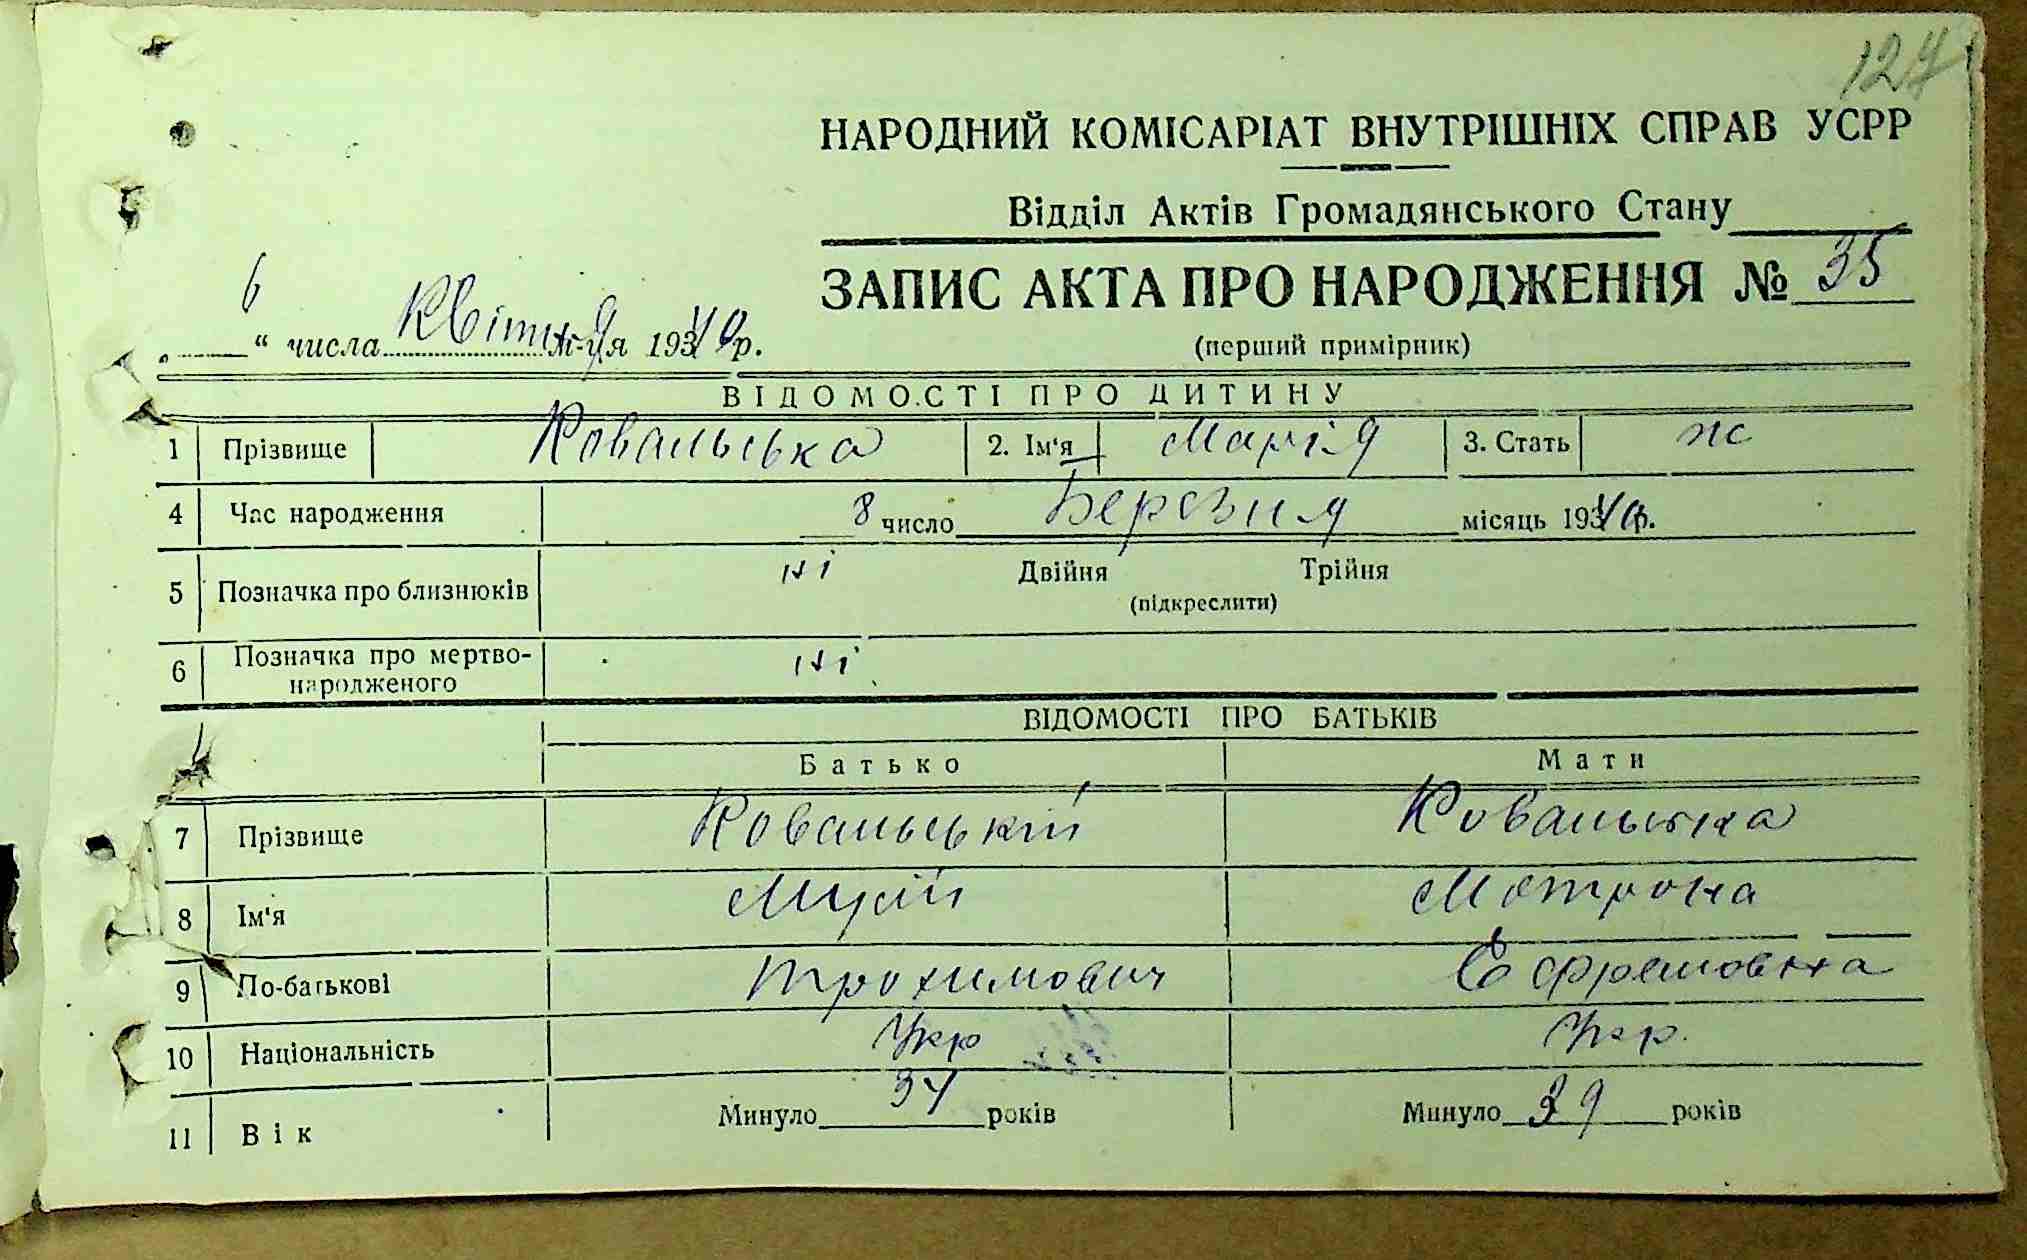 127
НАРОДНИЙ КОМІСАРІАТ ВНУТРІШНІХ СПРАВ УСРР
Відділ Актів Громадянського Стану
ЗАПИС АКТА ПРО НАРОДЖЕННЯ № 35
(перший примірник)
6 “ числа Квітня м-ця 1940 р.
ВІДОМОСТІ ПРО ДИТИНУ
1 Прізвище Ковальська 2. Ім'я Марія 3. Стать ж
4 Час народження 8 число Березня місяць 1940 р.
5 Позначка про близнюків ні Двійня Трійня
(підкреслити)
6 Позначка про мертво-
народженого ні
ВІДОМОСТІ ПРО БАТЬКІВ
Батько Мати
7 Прізвище Ковальській Ковальська
8 Ім'я Мусій Мотрона
9 По-батькові Трохимович Єфремовна
10 Національність Укр Укр.
11 Вік Минуло 34 років Минуло 39 років